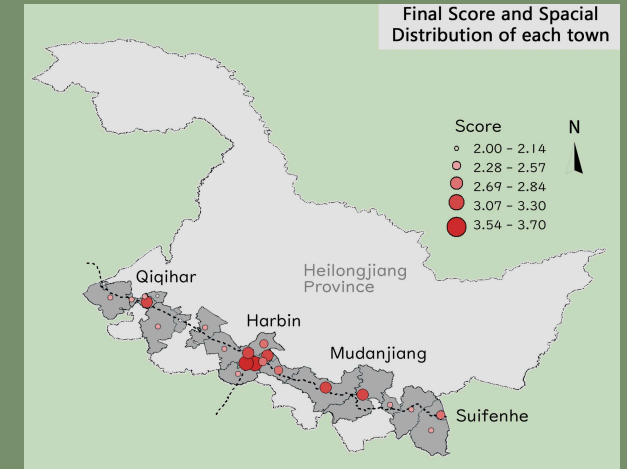 Final Score and Spacial
Distribution of each town
Score
N
2.00 - 2.14
2.28 - 2.57
2.69 - 2.84
3.07 - 3.30
3.54 - 3.70
Heilongjiang
Province
Qiqihar
Harbin
Mudanjiang
Suifenhe